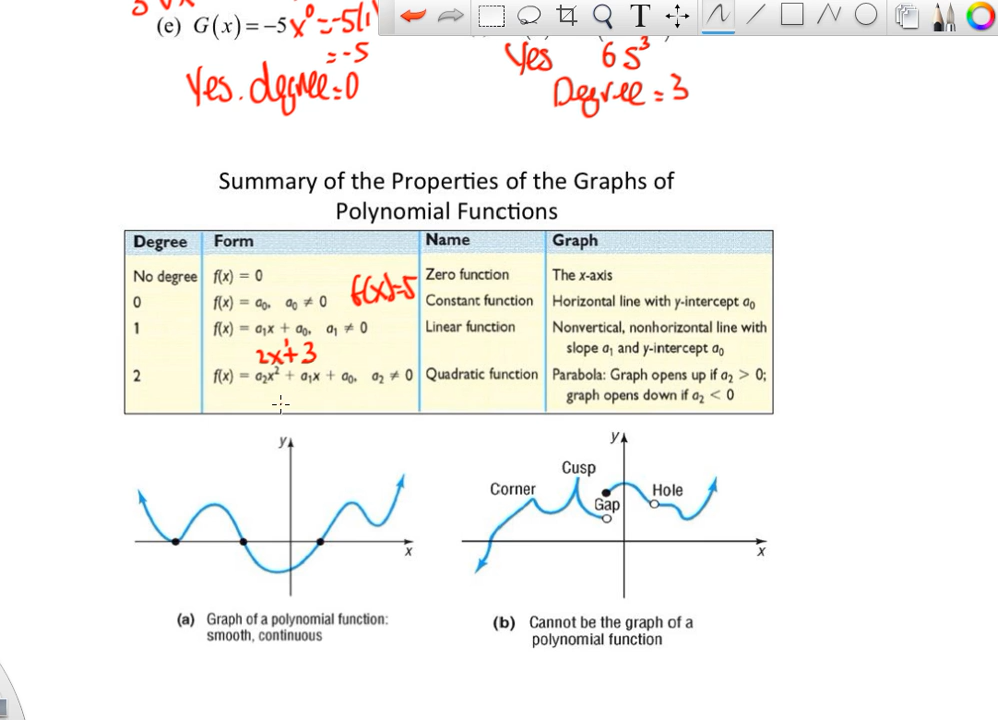 (e) G(x) = −5x⁰ = −5(1)
= −5
Yes. degree = 0
Yes 6s³
Degree = 3
Summary of the Properties of the Graphs of
Polynomial Functions
Degree Form Name Graph
No degree f(x) = 0 Zero function The x-axis
f(x)=5
0 f(x) = a₀, a₀ ≠ 0 Constant function Horizontal line with y-intercept a₀
1 f(x) = a₁x + a₀, a₁ ≠ 0 Linear function Nonvertical, nonhorizontal line with
slope a₁ and y-intercept a₀
2x¹+3
2 f(x) = a₂x² + a₁x + a₀, a₂ ≠ 0 Quadratic function Parabola: Graph opens up if a₂ > 0;
graph opens down if a₂ < 0
y
x
(a) Graph of a polynomial function:
smooth, continuous
y
Cusp
Corner
Hole
Gap
x
(b) Cannot be the graph of a
polynomial function